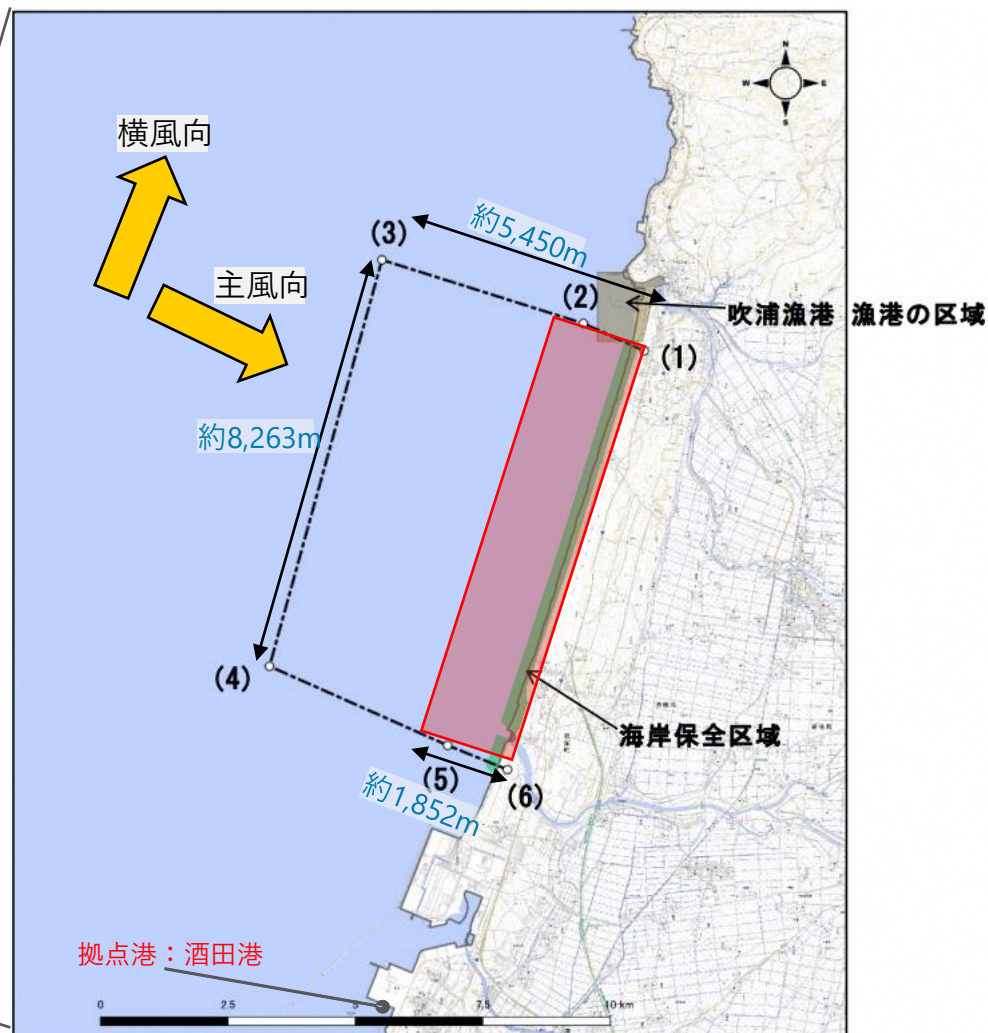 N
W
E
S
横風向
約5,450m
(3)
主風向
(2)
吹浦漁港 漁港の区域
(1)
約8,263m
(4)
海岸保全区域
(5)
(6)
約1,852m
拠点港:酒田港
0 2.5 5 7.5 10 km